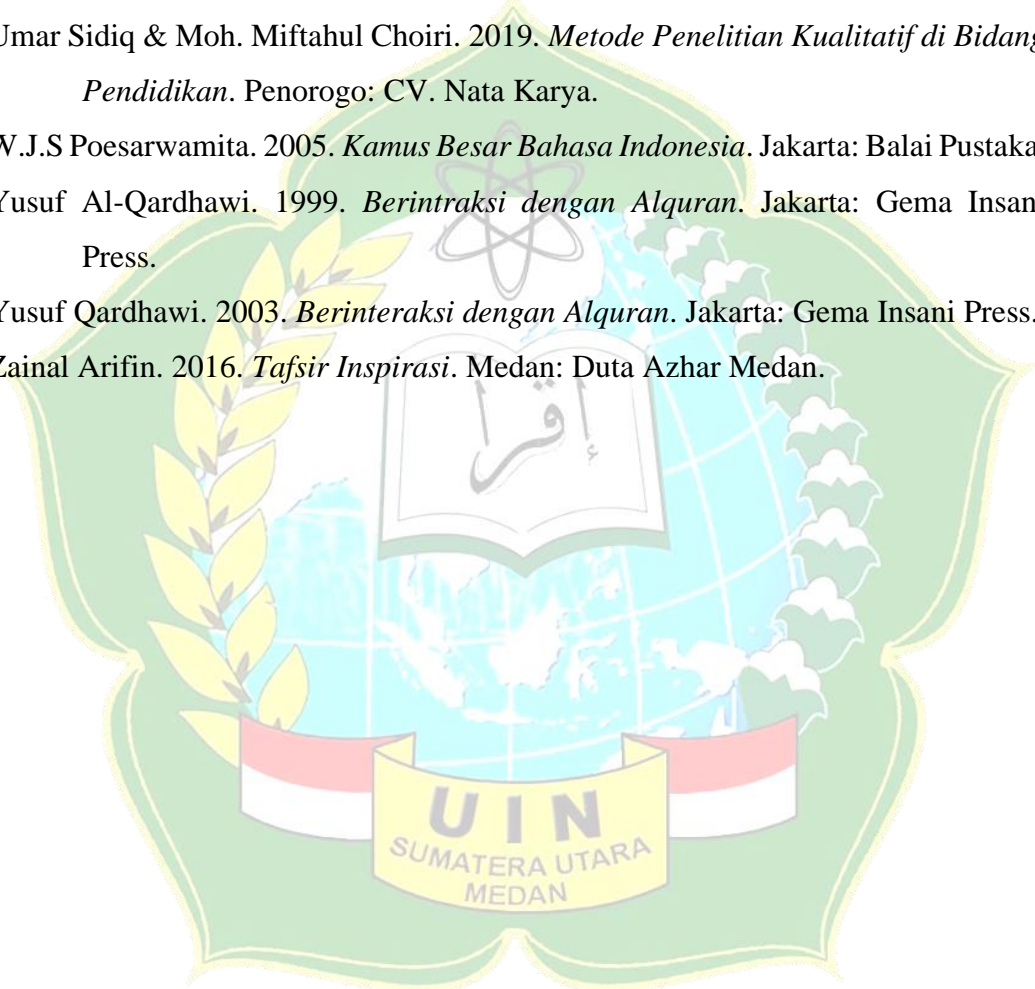 Umar Sidiq & Moh. Miftahul Choiri. 2019. Metode Penelitian Kualitatif di Bidang
Pendidikan. Penorogo: CV. Nata Karya.
W.J.S Poesarwamita. 2005. Kamus Besar Bahasa Indonesia. Jakarta: Balai Pustaka
Yusuf Al-Qardhawi. 1999. Berintraksi dengan Alquran. Jakarta: Gema Insan
Press.
Yusuf Qardhawi. 2003. Berinteraksi dengan Alquran. Jakarta: Gema Insani Press.
Zainal Arifin. 2016. Tafsir Inspirasi. Medan: Duta Azhar Medan.
إقرأ
UIN
SUMATERA UTARA
MEDAN